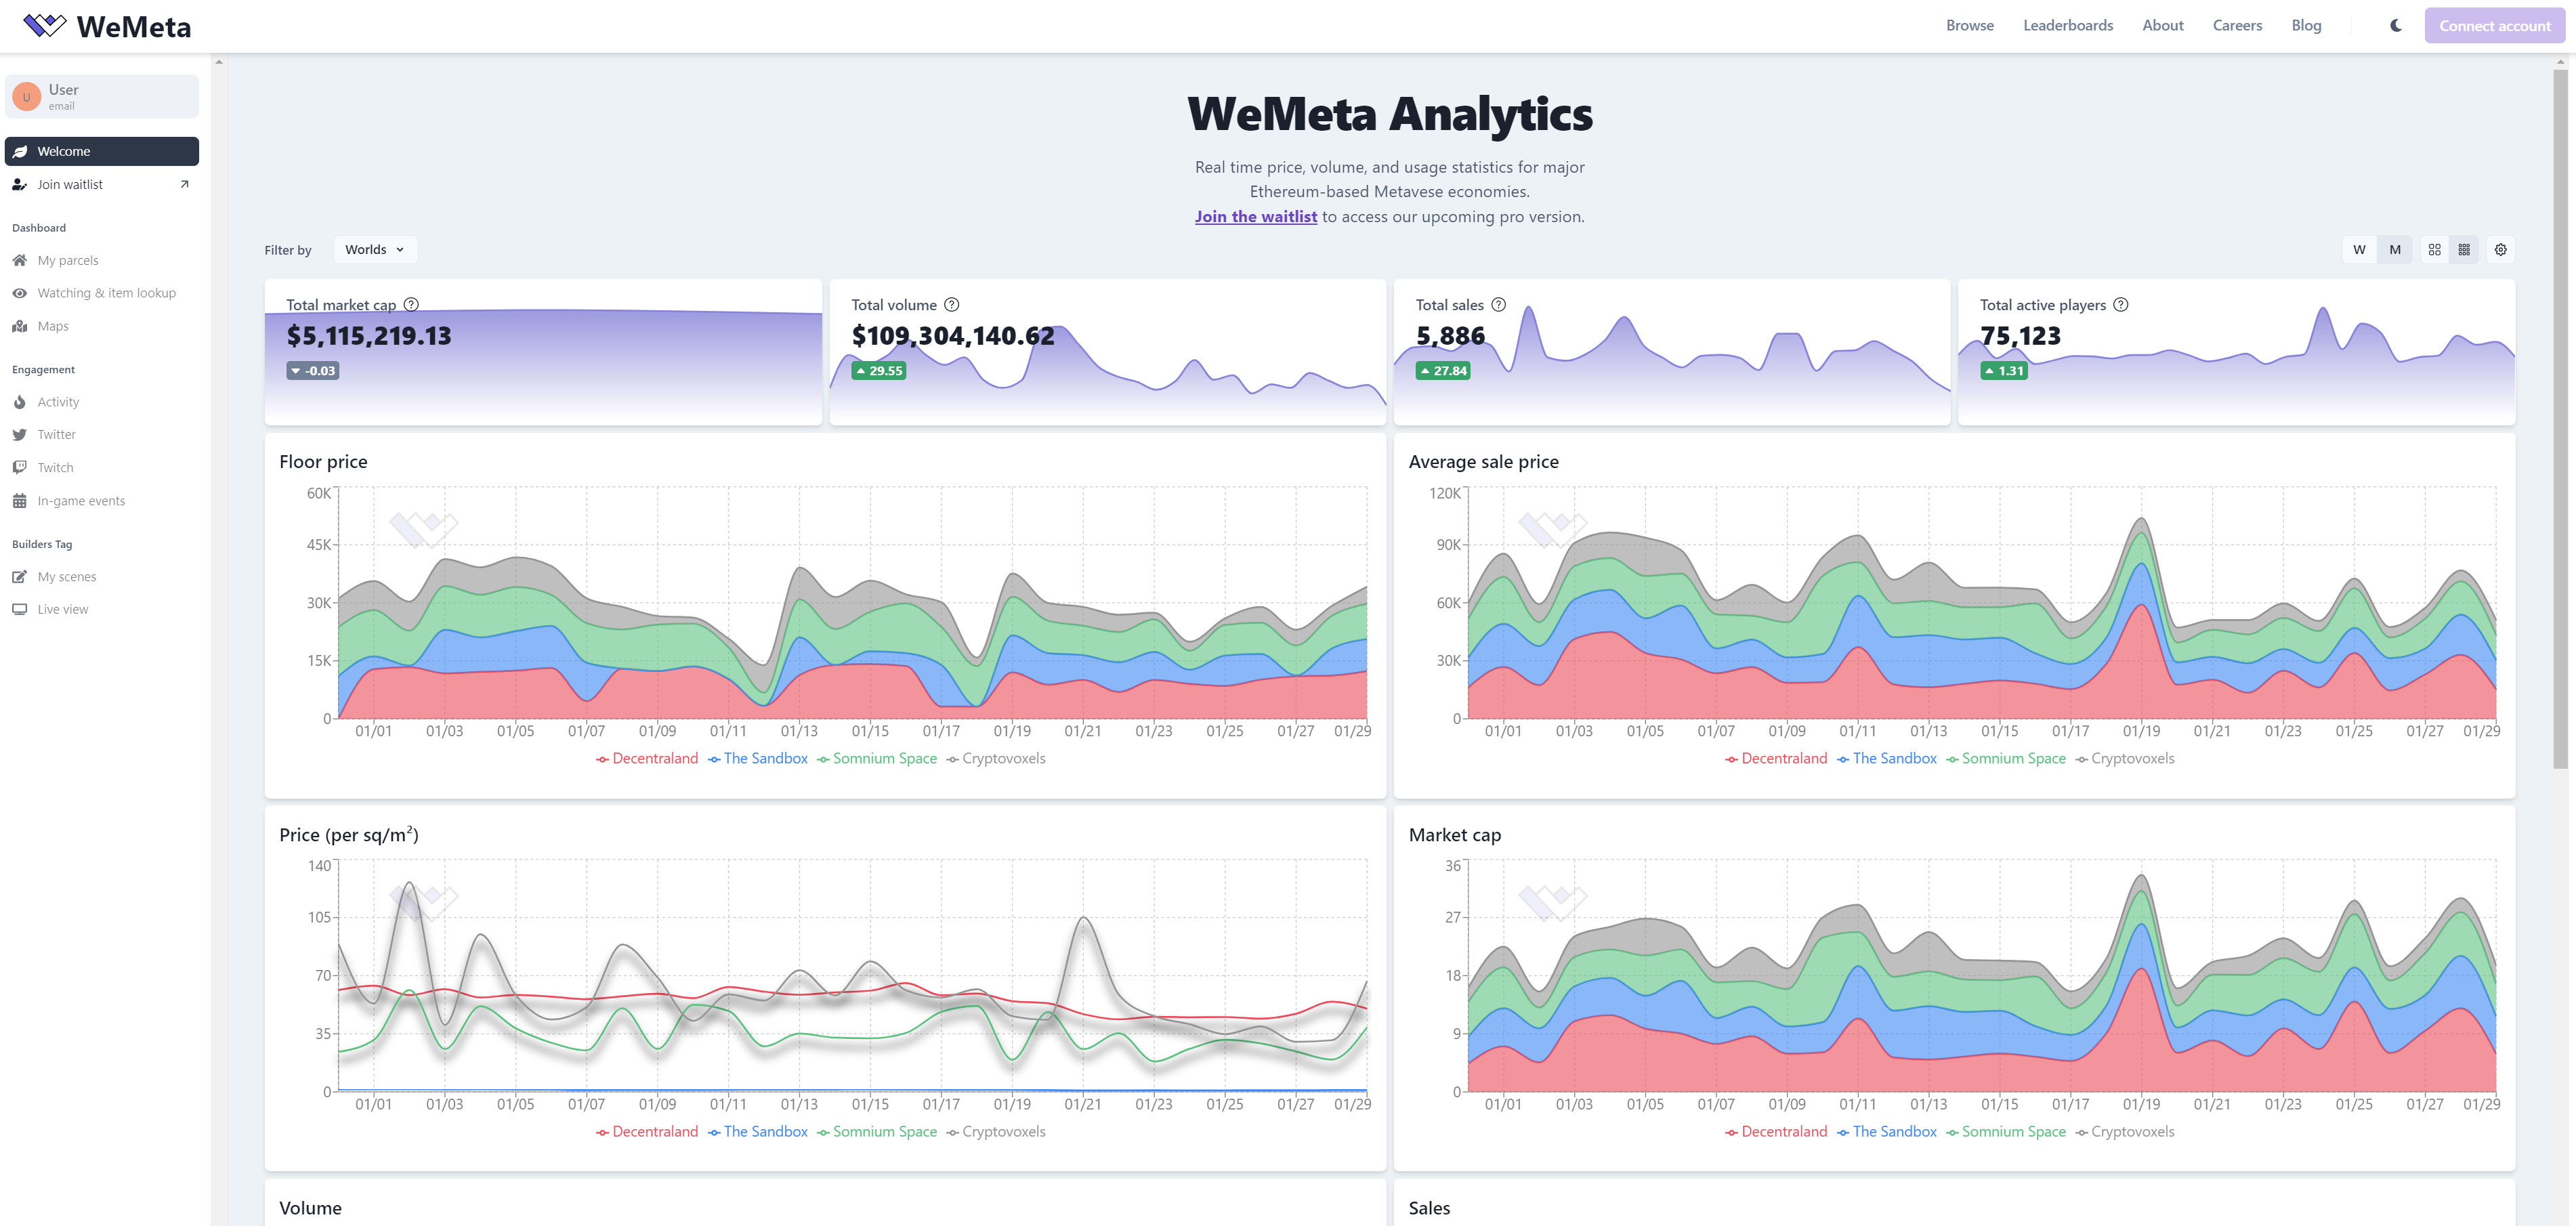 WeMeta
Browse Leaderboards About Careers Blog Connect account
U User
email
Welcome
Join waitlist
Dashboard
My parcels
Watching & item lookup
Maps
Engagement
Activity
Twitter
Twitch
In-game events
Builders Tag
My scenes
Live view
WeMeta Analytics
Real time price, volume, and usage statistics for major
Ethereum-based Metavese economies.
Join the waitlist to access our upcoming pro version.
Filter by Worlds W M
Total market cap ?
$5,115,219.13
-0.03
Total volume ?
$109,304,140.62
29.55
Total sales ?
5,886
27.84
Total active players ?
75,123
1.31
Floor price
60K
45K
30K
15K
0
01/01 01/03 01/05 01/07 01/09 01/11 01/13 01/15 01/17 01/19 01/21 01/23 01/25 01/27 01/29
Decentraland The Sandbox Somnium Space Cryptovoxels
Average sale price
120K
90K
60K
30K
0
01/01 01/03 01/05 01/07 01/09 01/11 01/13 01/15 01/17 01/19 01/21 01/23 01/25 01/27 01/29
Decentraland The Sandbox Somnium Space Cryptovoxels
Price (per sq/m²)
140
105
70
35
0
01/01 01/03 01/05 01/07 01/09 01/11 01/13 01/15 01/17 01/19 01/21 01/23 01/25 01/27 01/29
Decentraland The Sandbox Somnium Space Cryptovoxels
Market cap
36
27
18
9
0
01/01 01/03 01/05 01/07 01/09 01/11 01/13 01/15 01/17 01/19 01/21 01/23 01/25 01/27 01/29
Decentraland The Sandbox Somnium Space Cryptovoxels
Volume
Sales